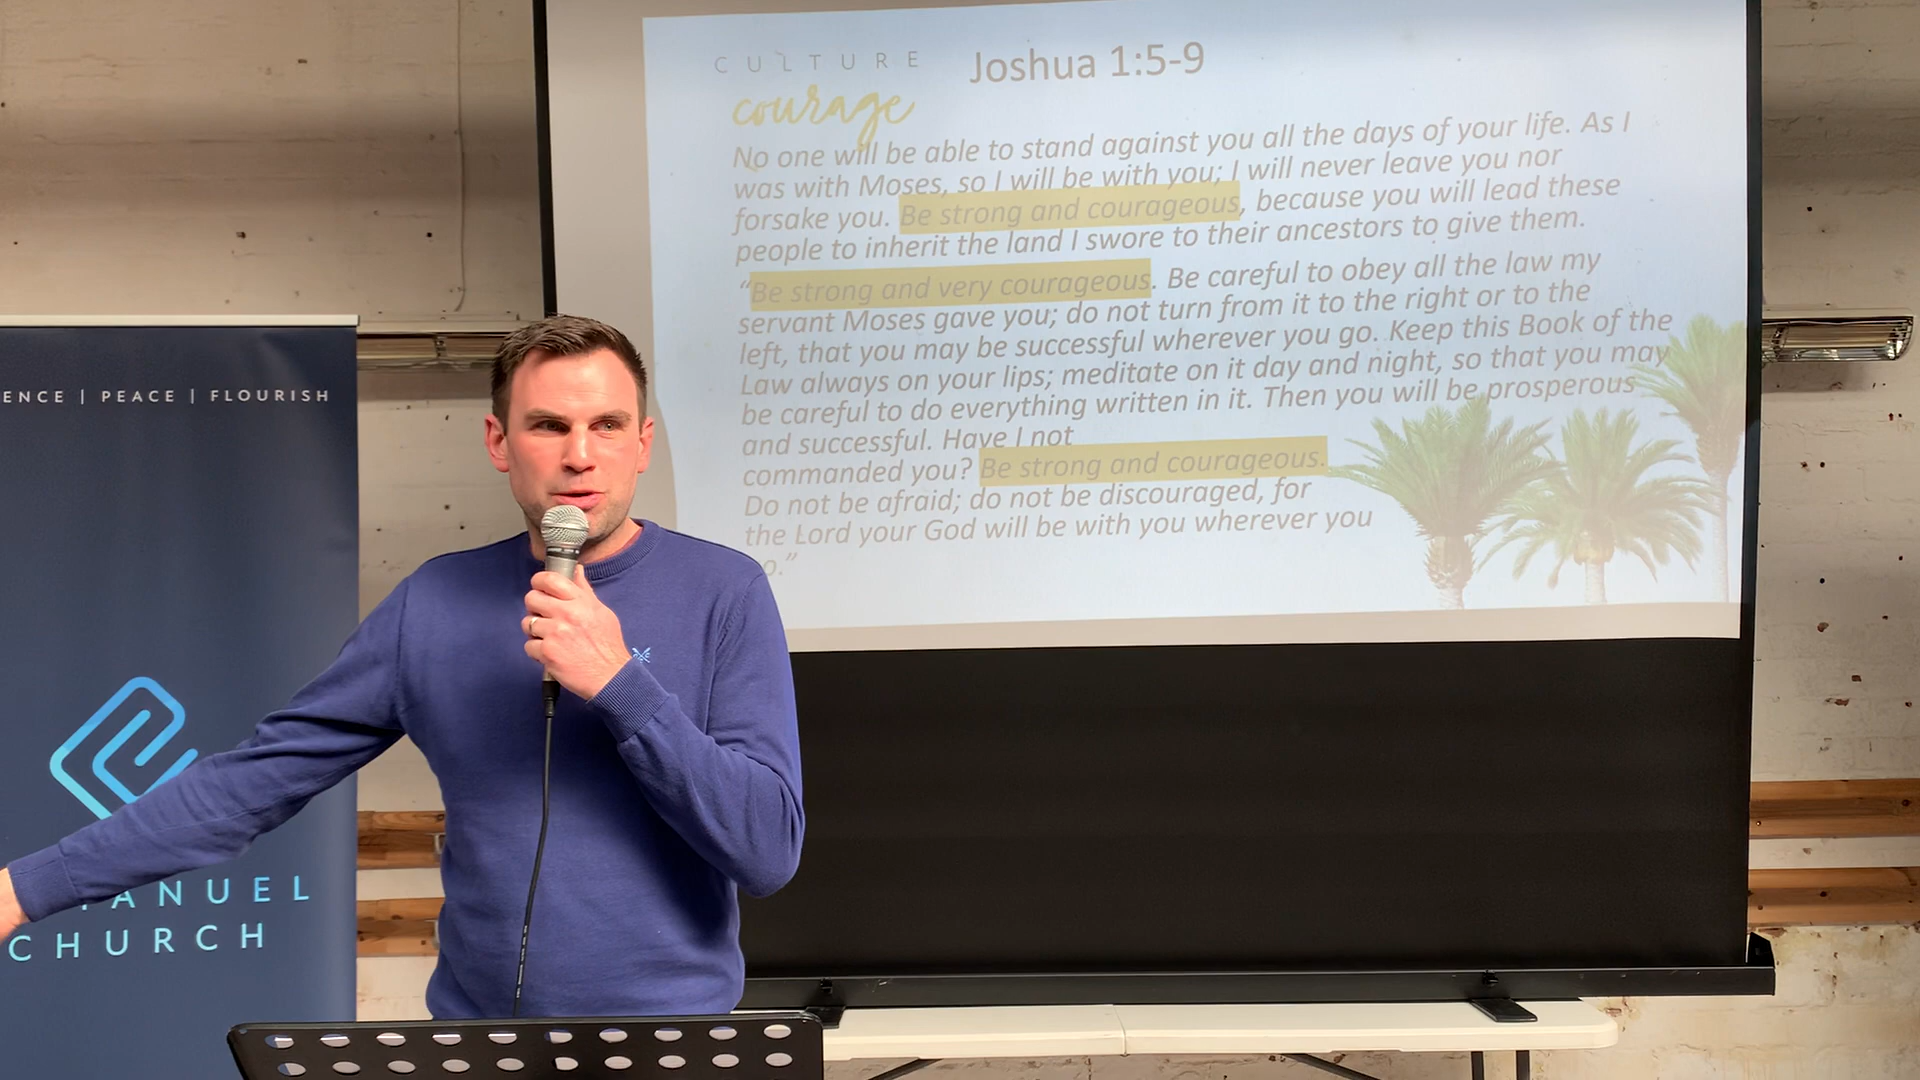 CULTURE
courage
Joshua 1:5-9
No one will be able to stand against you all the days of your life. As I
was with Moses, so I will be with you; I will never leave you nor
forsake you. Be strong and courageous, because you will lead these
people to inherit the land I swore to their ancestors to give them.
“Be strong and very courageous. Be careful to obey all the law my
servant Moses gave you; do not turn from it to the right or to the
left, that you may be successful wherever you go. Keep this Book of the
Law always on your lips; meditate on it day and night, so that you may
be careful to do everything written in it. Then you will be prosperous
and successful. Have I not
commanded you? Be strong and courageous.
Do not be afraid; do not be discouraged, for
the Lord your God will be with you wherever you
o.”
ENCE | PEACE | FLOURISH
ANUEL
CHURCH